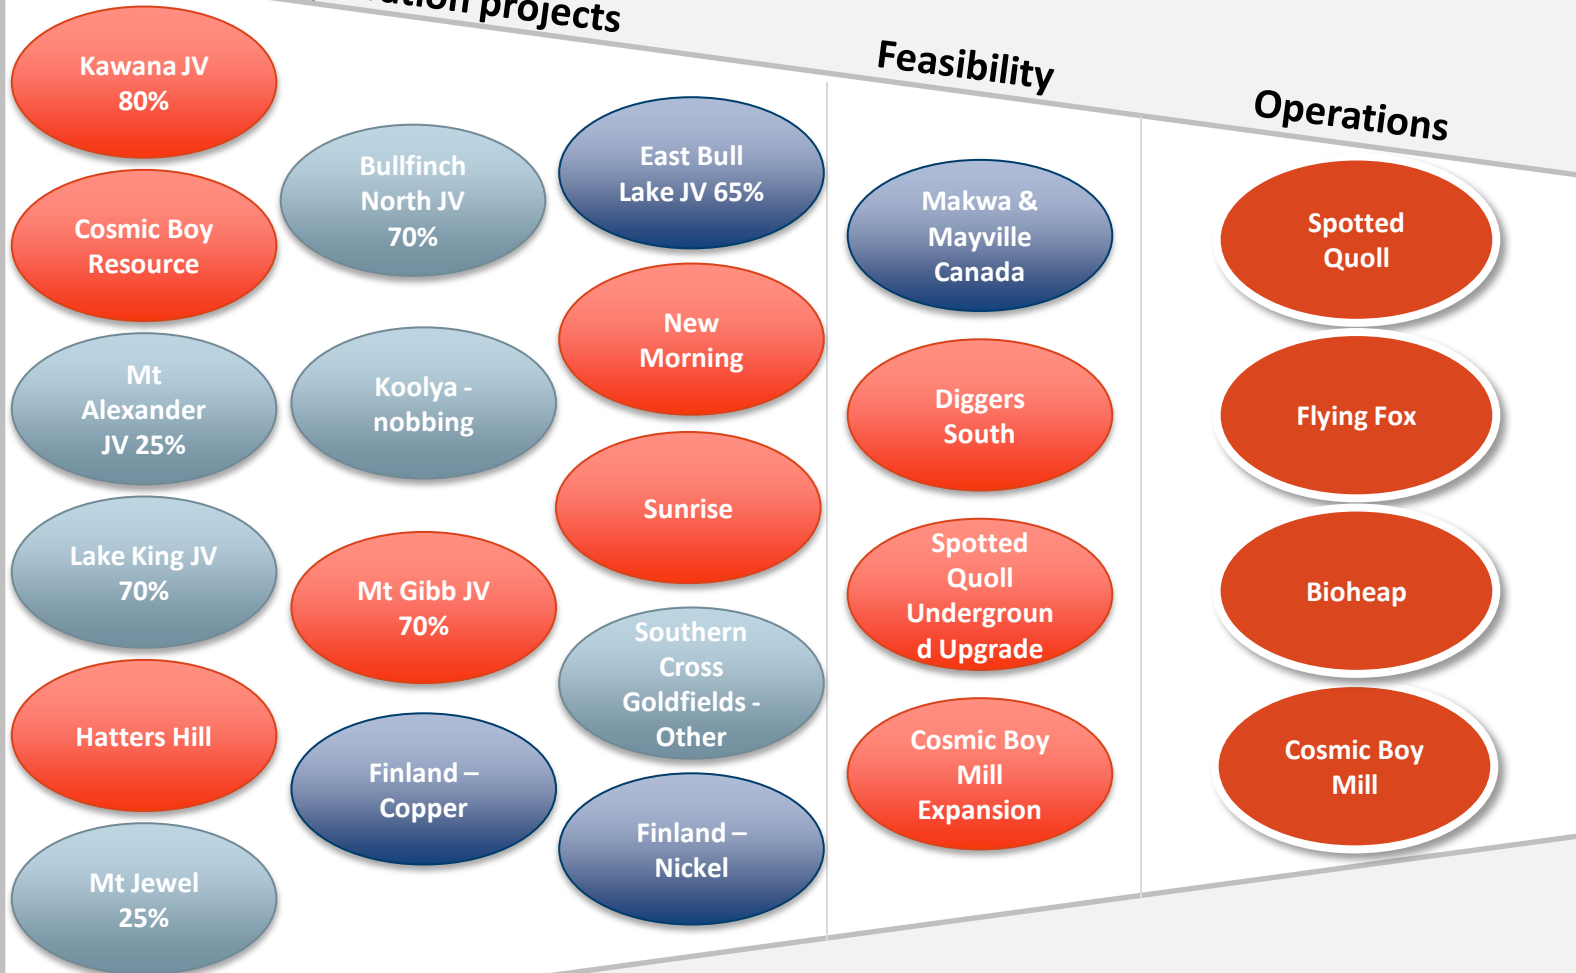 projects
Feasibility
Operations
Kawana JV
80%
Cosmic Boy
Resource
Mt
Alexander
JV 25%
Lake King JV
70%
Hatters Hill
Mt Jewel
25%
Bullfinch
North JV
70%
Koolya -
nobbing
Mt Gibb JV
70%
Finland –
Copper
East Bull
Lake JV 65%
New
Morning
Sunrise
Southern
Cross
Goldfields -
Other
Finland –
Nickel
Makwa &
Mayville
Canada
Diggers
South
Spotted
Quoll
Undergroun
d Upgrade
Cosmic Boy
Mill
Expansion
Spotted
Quoll
Flying Fox
Bioheap
Cosmic Boy
Mill